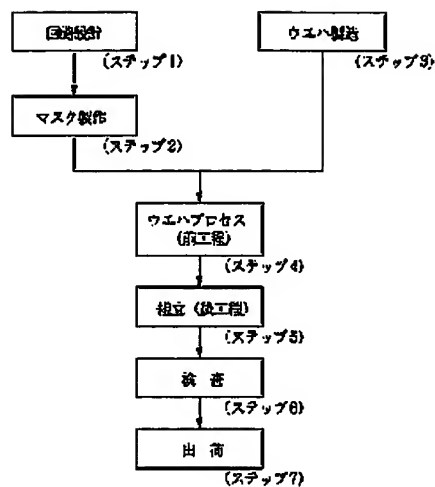 回路設計
(ステップ1)
ウエハ製造
(ステップ3)
マスク製作
(ステップ2)
ウエハプロセス
(前工程)
(ステップ4)
組立(後工程)
(ステップ5)
検 査
(ステップ6)
出 荷
(ステップ7)